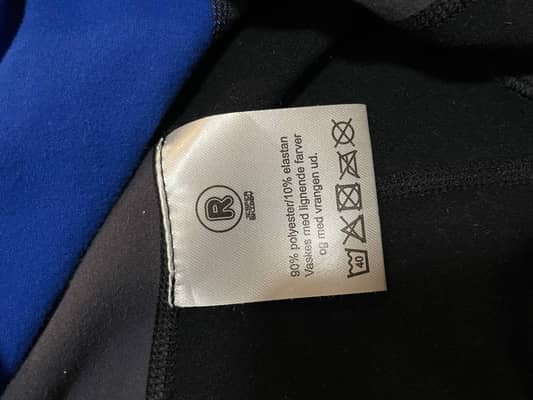 R
90% polyester/10% elastan
Vaskes med lignende farver
og med vrangen ud.
40